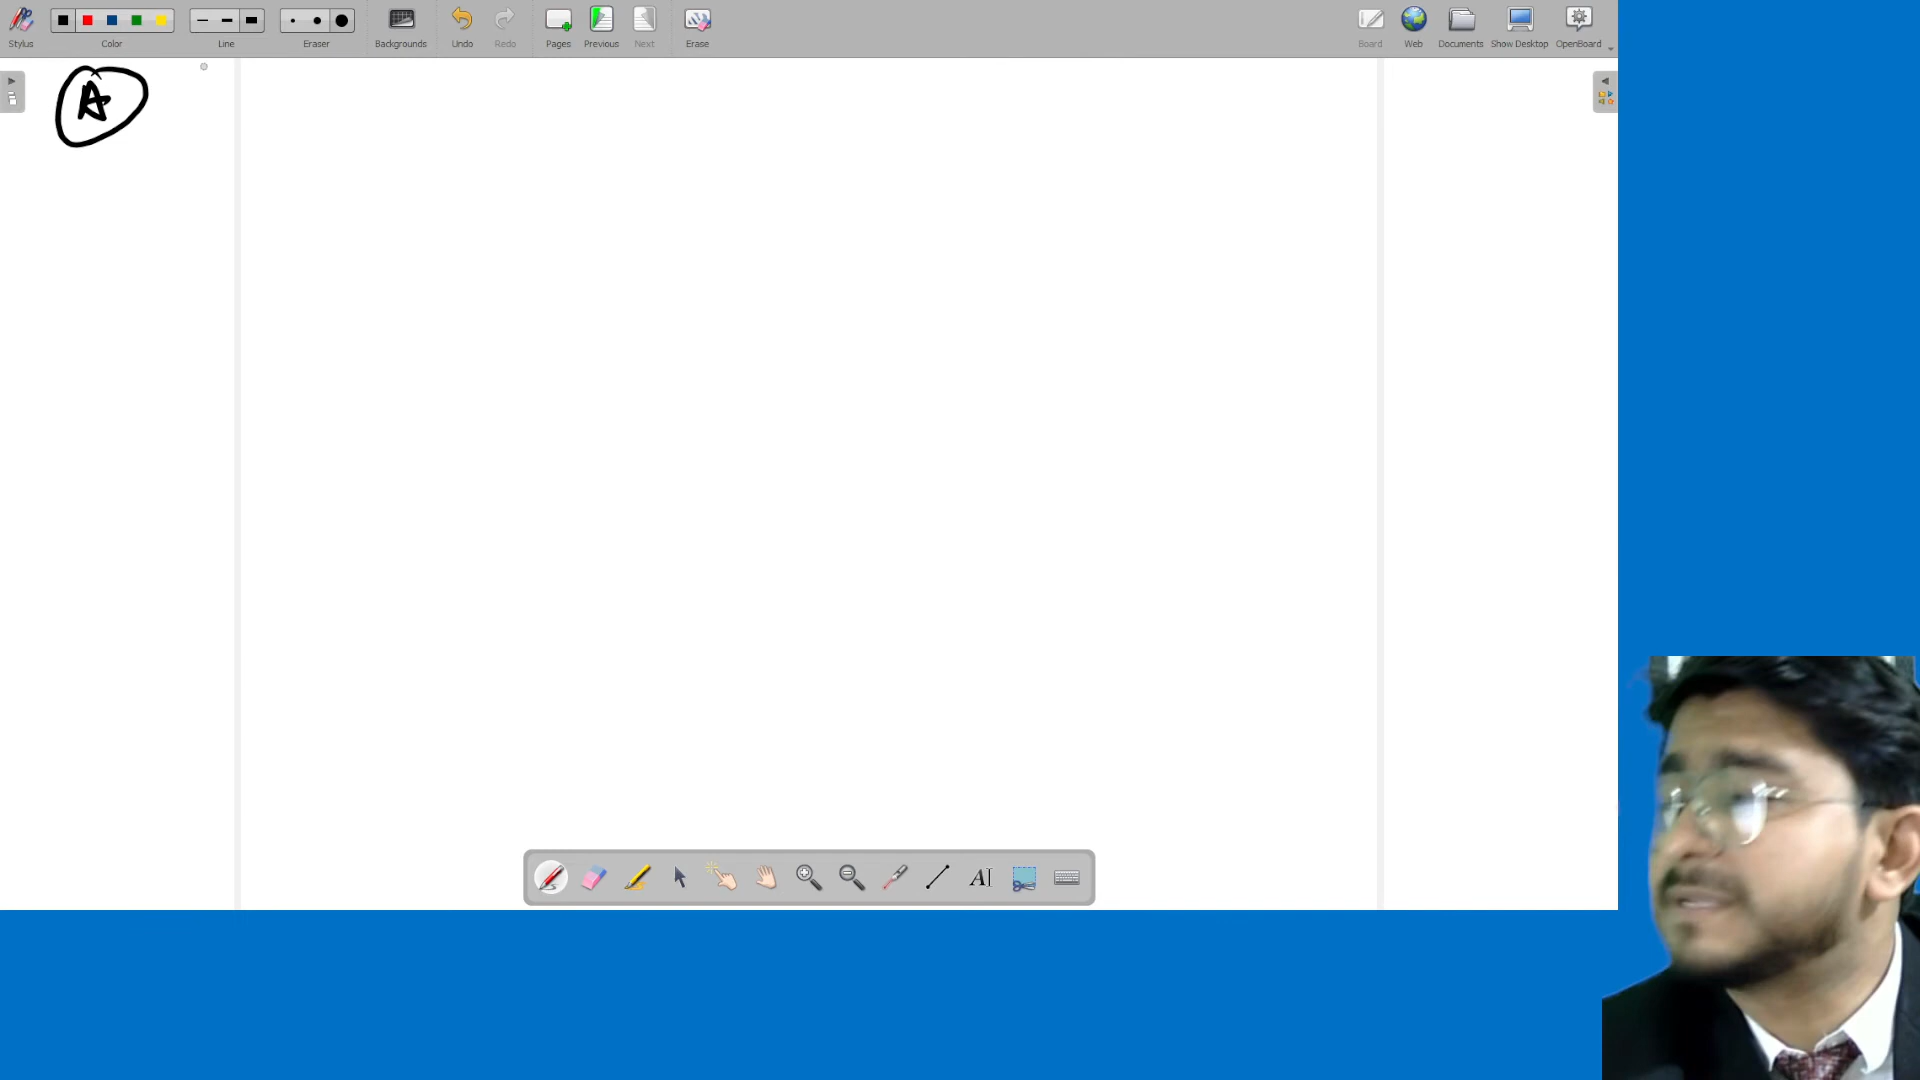 Stylus Color Line Eraser Backgrounds Undo Redo Pages Previous Next Erase Board Web Documents Show Desktop OpenBoard
A
A